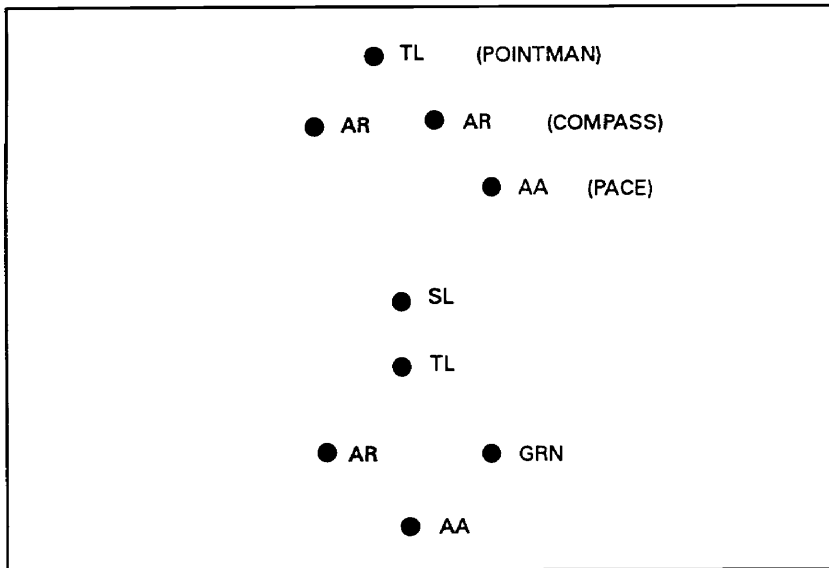 TL (POINTMAN)
AR AR (COMPASS)
AA (PACE)
SL
TL
AR GRN
AA